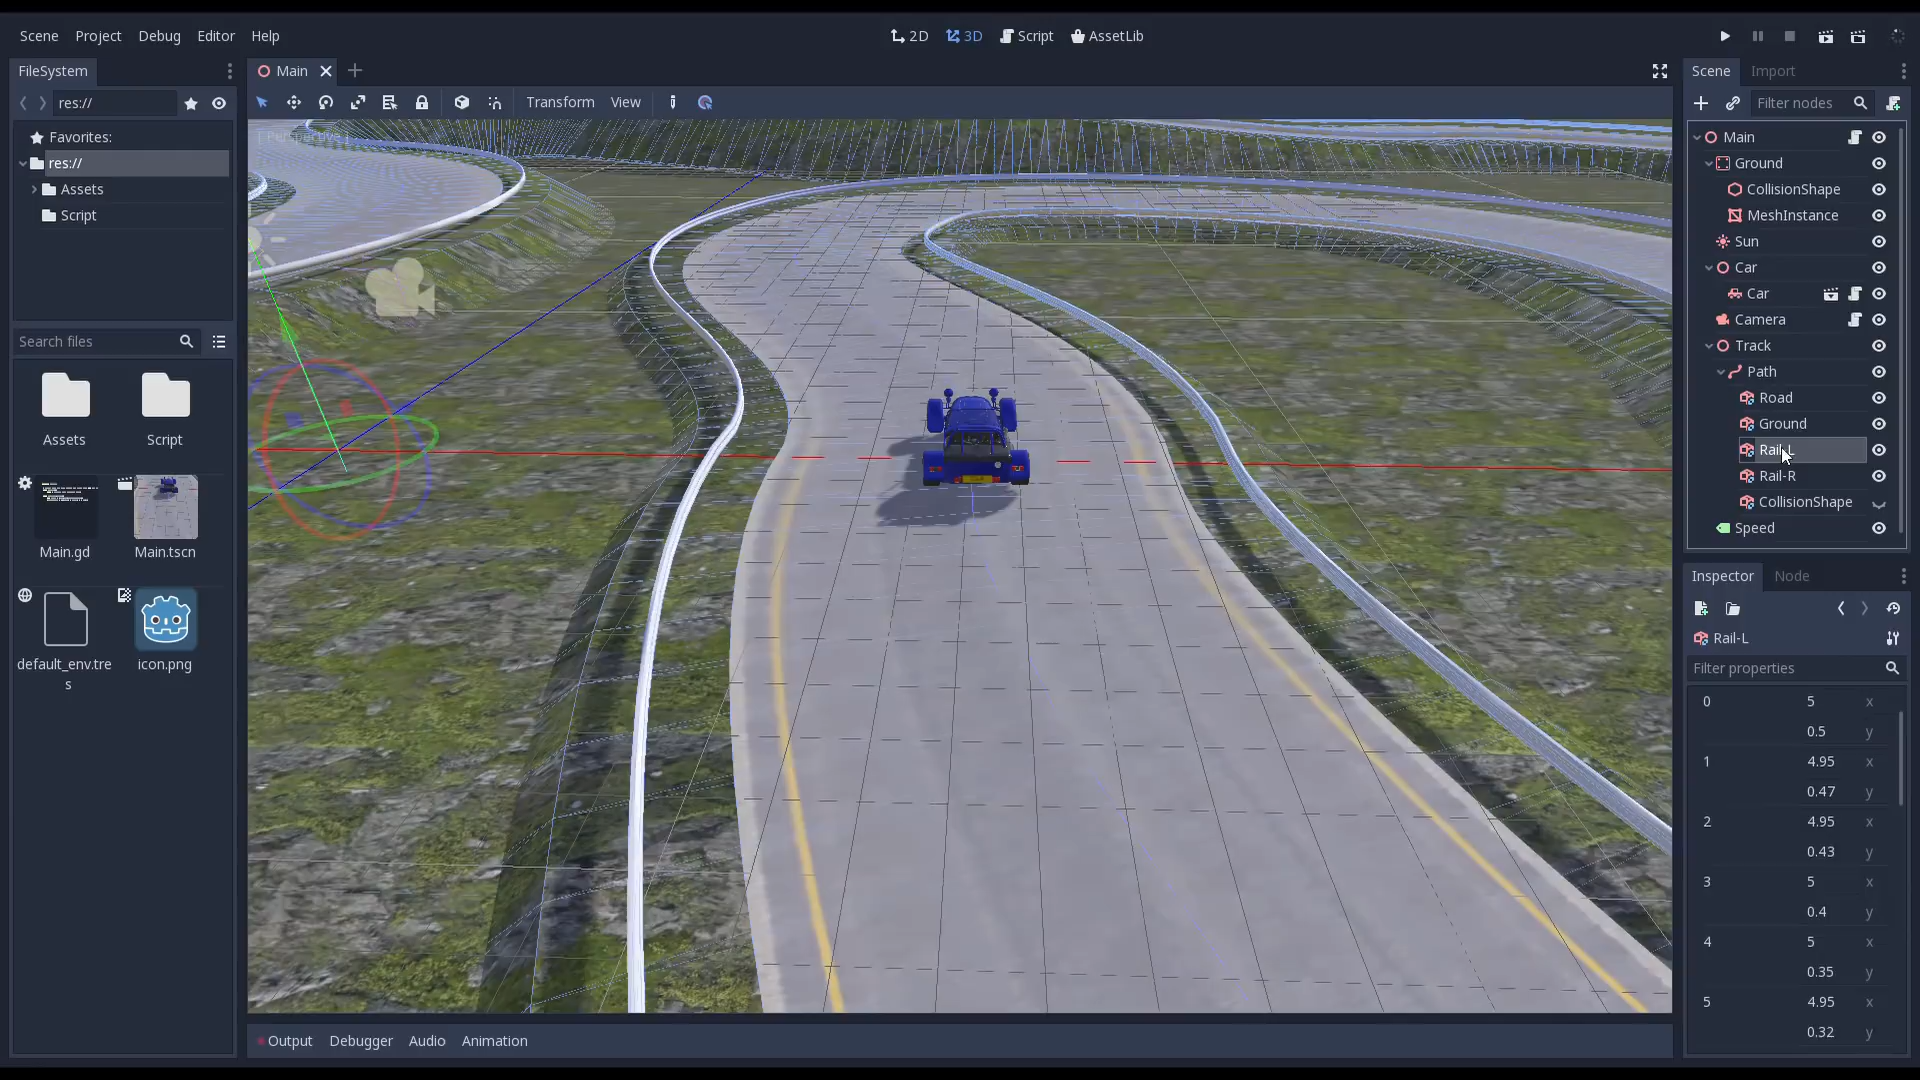 Scene Project Debug Editor Help
2D 3D Script AssetLib
FileSystem
res://
Favorites:
res://
Assets
Script
Search files
Assets Script
Main.gd Main.tscn
default_env.tre
s
icon.png
Main
Transform View
[ Perspective ]
Output Debugger Audio Animation
Scene Import
Filter nodes
Main
Ground
CollisionShape
MeshInstance
Sun
Car
Car
Camera
Track
Path
Road
Ground
Rail-L
Rail-R
CollisionShape
Speed
Inspector Node
Rail-L
Filter properties
0 5 x
0.5 y
1 4.95 x
0.47 y
2 4.95 x
0.43 y
3 5 x
0.4 y
4 5 x
0.35 y
5 4.95 x
0.32 y